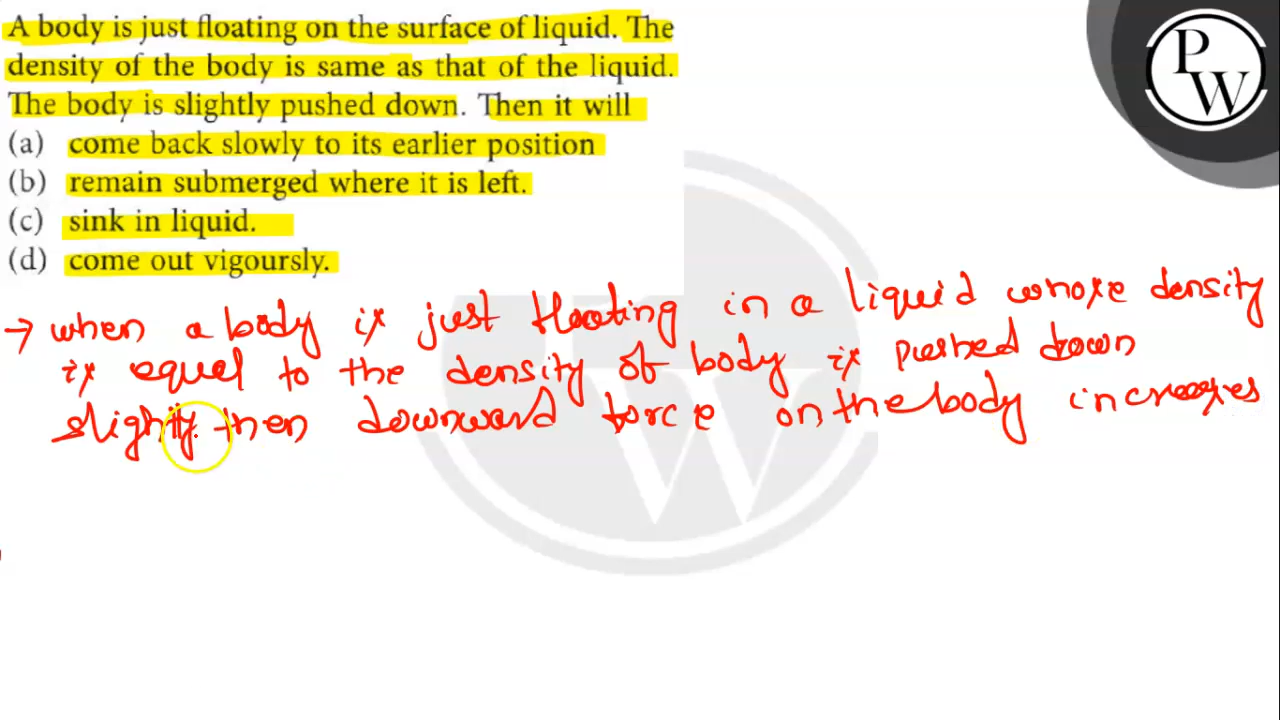 A body is just floating on the surface of liquid. The
density of the body is same as that of the liquid.
The body is slightly pushed down. Then it will
(a) come back slowly to its earlier position
(b) remain submerged where it is left.
(c) sink in liquid.
(d) come out vigoursly.
P
W
→ when a body is just floating in a liquid whose density
is equal to the density of body is pushed down
slightly then downward force on the body increases